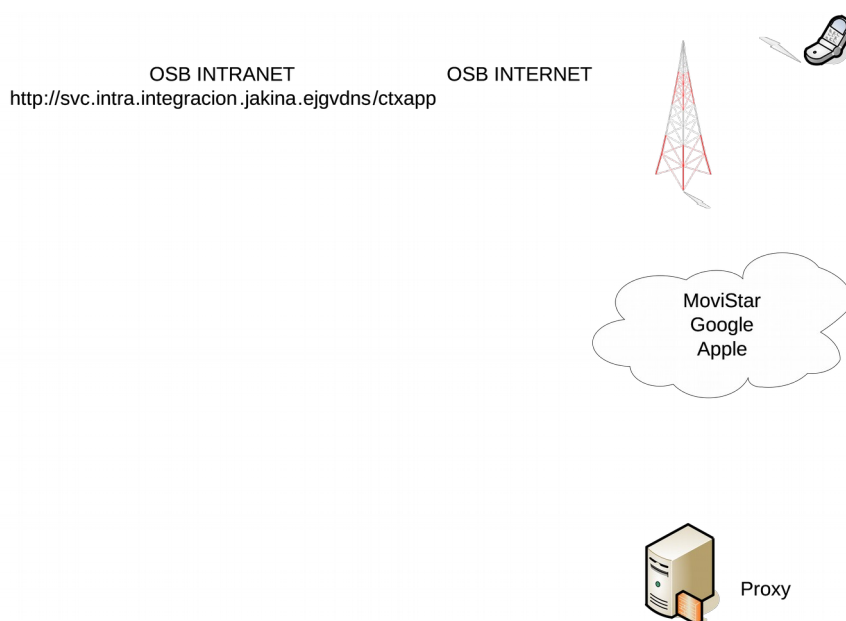 OSB INTRANET
http://svc.intra.integracion.jakina.ejgvdns/ctxapp
OSB INTERNET
MoviStar
Google
Apple
Proxy